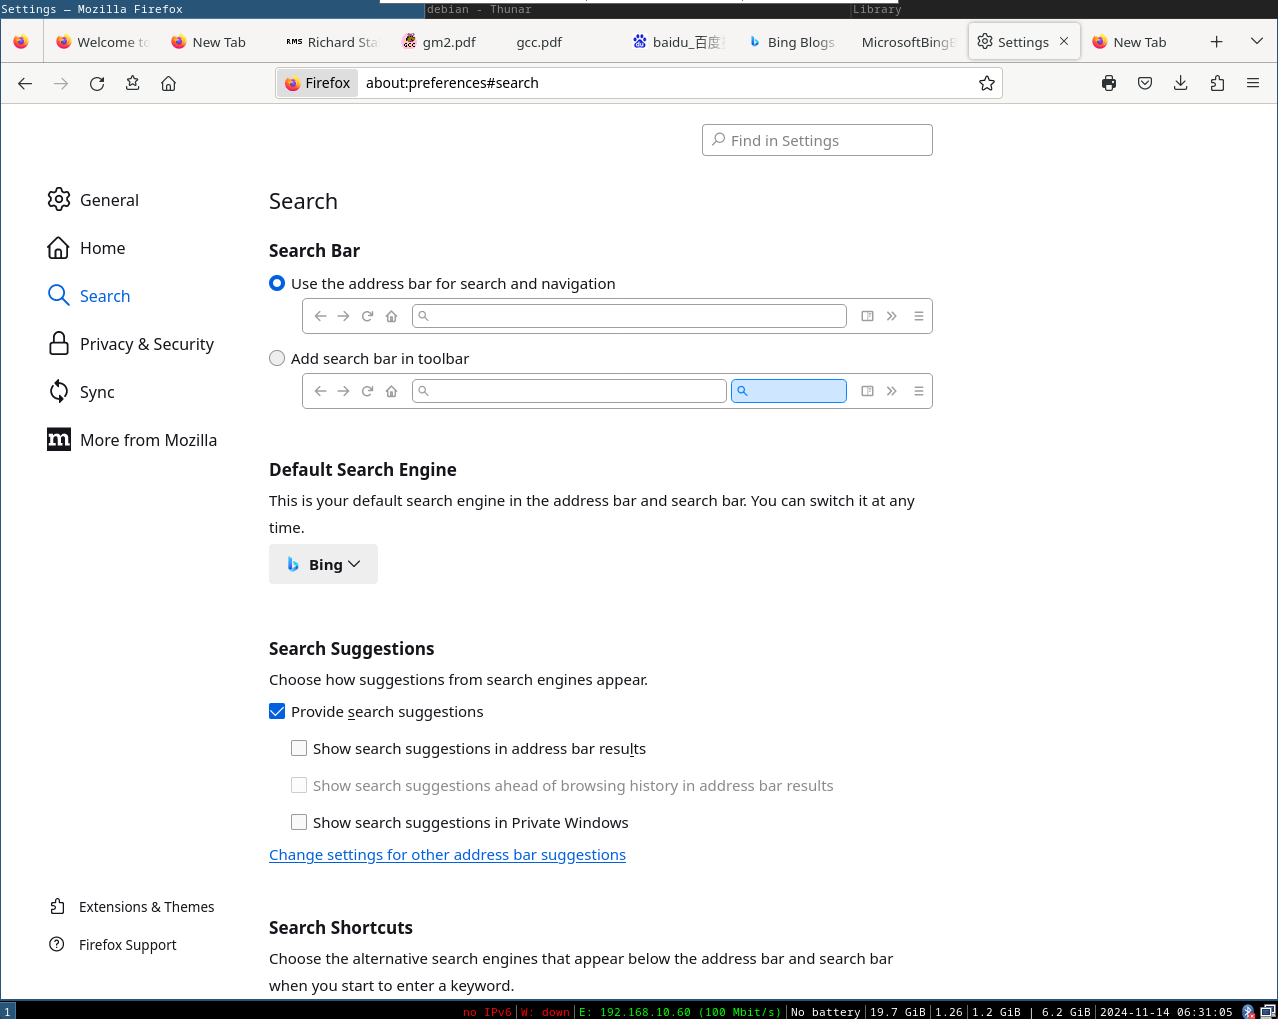 Settings — Mozilla Firefox
debian - Thunar
Library
Welcome to
New Tab
RMS Richard Sta
gm2.pdf
gcc.pdf
baidu_百度
Bing Blogs
MicrosoftBing
Settings
New Tab
Firefox
about:preferences#search
Find in Settings
General
Home
Search
Privacy & Security
Sync
More from Mozilla
Search
Search Bar
Use the address bar for search and navigation
Add search bar in toolbar
Default Search Engine
This is your default search engine in the address bar and search bar. You can switch it at any
time.
Bing
Search Suggestions
Choose how suggestions from search engines appear.
Provide search suggestions
Show search suggestions in address bar results
Show search suggestions ahead of browsing history in address bar results
Show search suggestions in Private Windows
Change settings for other address bar suggestions
Extensions & Themes
Firefox Support
Search Shortcuts
Choose the alternative search engines that appear below the address bar and search bar
when you start to enter a keyword.
1
no IPv6 | W: down | E: 192.168.10.60 (100 Mbit/s) | No battery | 19.7 GiB | 1.26 | 1.2 GiB | 6.2 GiB | 2024-11-14 06:31:05